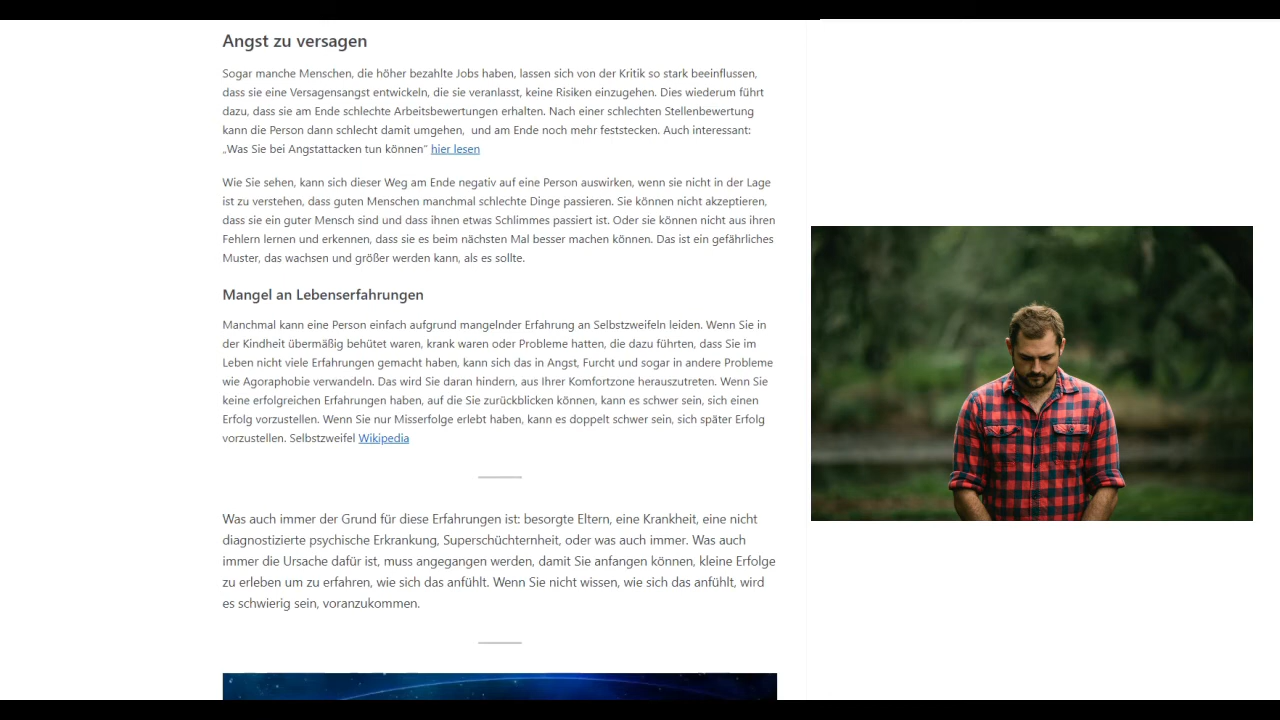 Angst zu versagen
Sogar manche Menschen, die höher bezahlte Jobs haben, lassen sich von der Kritik so stark beeinflussen,
dass sie eine Versagensangst entwickeln, die sie veranlasst, keine Risiken einzugehen. Dies wiederum führt
dazu, dass sie am Ende schlechte Arbeitsbewertungen erhalten. Nach einer schlechten Stellenbewertung
kann die Person dann schlecht damit umgehen,  und am Ende noch mehr feststecken. Auch interessant:
„Was Sie bei Angstattacken tun können“ hier lesen
Wie Sie sehen, kann sich dieser Weg am Ende negativ auf eine Person auswirken, wenn sie nicht in der Lage
ist zu verstehen, dass guten Menschen manchmal schlechte Dinge passieren. Sie können nicht akzeptieren,
dass sie ein guter Mensch sind und dass ihnen etwas Schlimmes passiert ist. Oder sie können nicht aus ihren
Fehlern lernen und erkennen, dass sie es beim nächsten Mal besser machen können. Das ist ein gefährliches
Muster, das wachsen und größer werden kann, als es sollte.
Mangel an Lebenserfahrungen
Manchmal kann eine Person einfach aufgrund mangelnder Erfahrung an Selbstzweifeln leiden. Wenn Sie in
der Kindheit übermäßig behütet waren, krank waren oder Probleme hatten, die dazu führten, dass Sie im
Leben nicht viele Erfahrungen gemacht haben, kann sich das in Angst, Furcht und sogar in andere Probleme
wie Agoraphobie verwandeln. Das wird Sie daran hindern, aus Ihrer Komfortzone herauszutreten. Wenn Sie
keine erfolgreichen Erfahrungen haben, auf die Sie zurückblicken können, kann es schwer sein, sich einen
Erfolg vorzustellen. Wenn Sie nur Misserfolge erlebt haben, kann es doppelt schwer sein, sich später Erfolg
vorzustellen. Selbstzweifel Wikipedia
Was auch immer der Grund für diese Erfahrungen ist: besorgte Eltern, eine Krankheit, eine nicht
diagnostizierte psychische Erkrankung, Superschüchternheit, oder was auch immer. Was auch
immer die Ursache dafür ist, muss angegangen werden, damit Sie anfangen können, kleine Erfolge
zu erleben um zu erfahren, wie sich das anfühlt. Wenn Sie nicht wissen, wie sich das anfühlt, wird
es schwierig sein, voranzukommen.